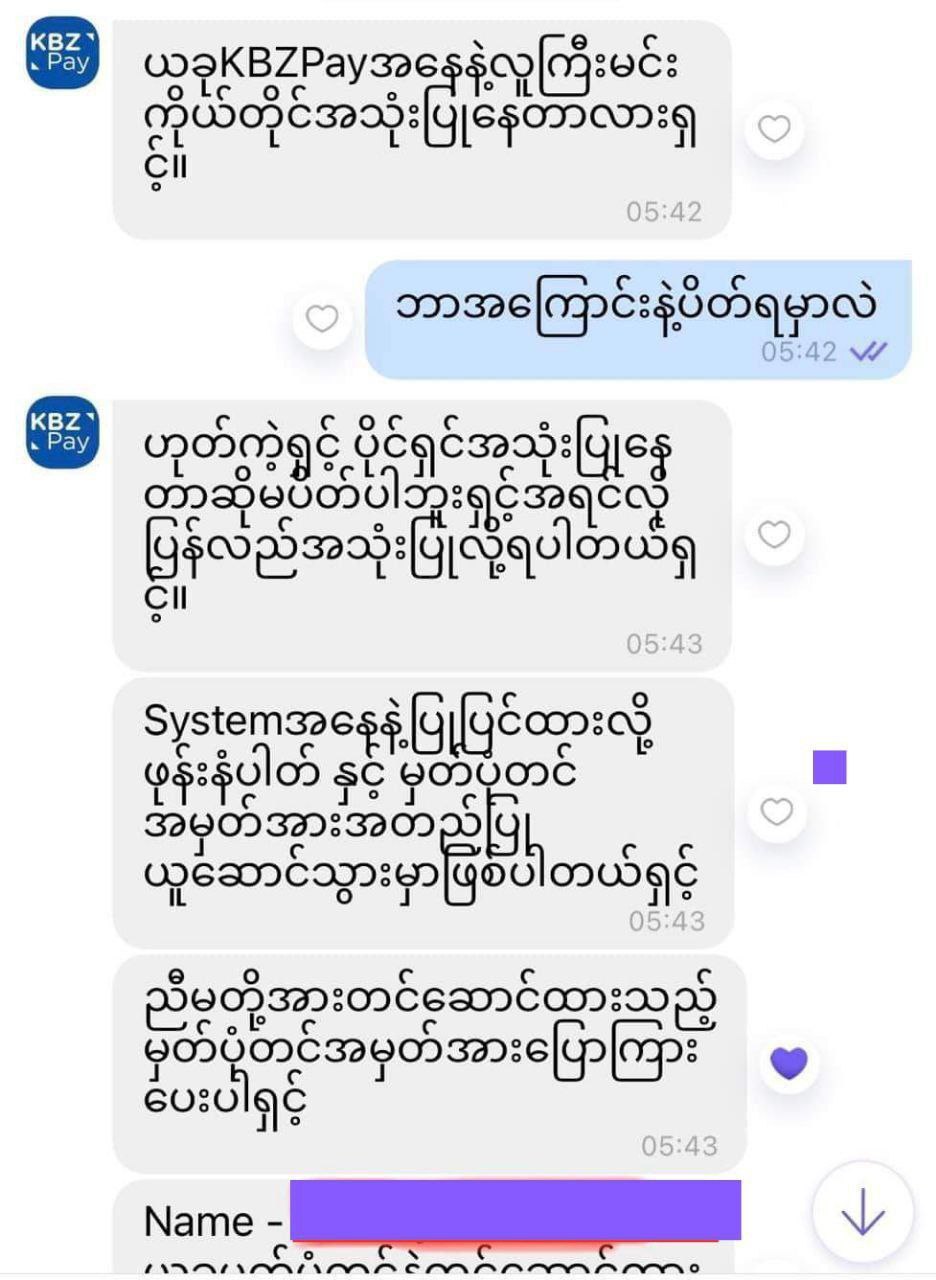 KBZ
Pay
ယခုKBZPayအနေနဲ့လူကြီးမင်း
ကိုယ်တိုင်အသုံးပြုနေတာလားရှ
င့်။
05:42
ဘာအကြောင်းနဲ့ပိတ်ရမှာလဲ
05:42
KBZ
Pay
ဟုတ်ကဲ့ရှင့် ပိုင်ရှင်အသုံးပြုနေ
တာဆိုမပိတ်ပါဘူးရှင့်အရင်လို
ပြန်လည်အသုံးပြုလို့ရပါတယ်ရှ
င့်။
05:43
Systemအနေနဲ့ပြုပြင်ထားလို့
ဖုန်းနံပါတ် နှင့် မှတ်ပုံတင်
အမှတ်အားအတည်ပြု
ယူဆောင်သွားမှာဖြစ်ပါတယ်ရှင့်
05:43
ညီမတို့အားတင်ဆောင်ထားသည့်
မှတ်ပုံတင်အမှတ်အားပြောကြား
ပေးပါရှင့်
05:43
Name -